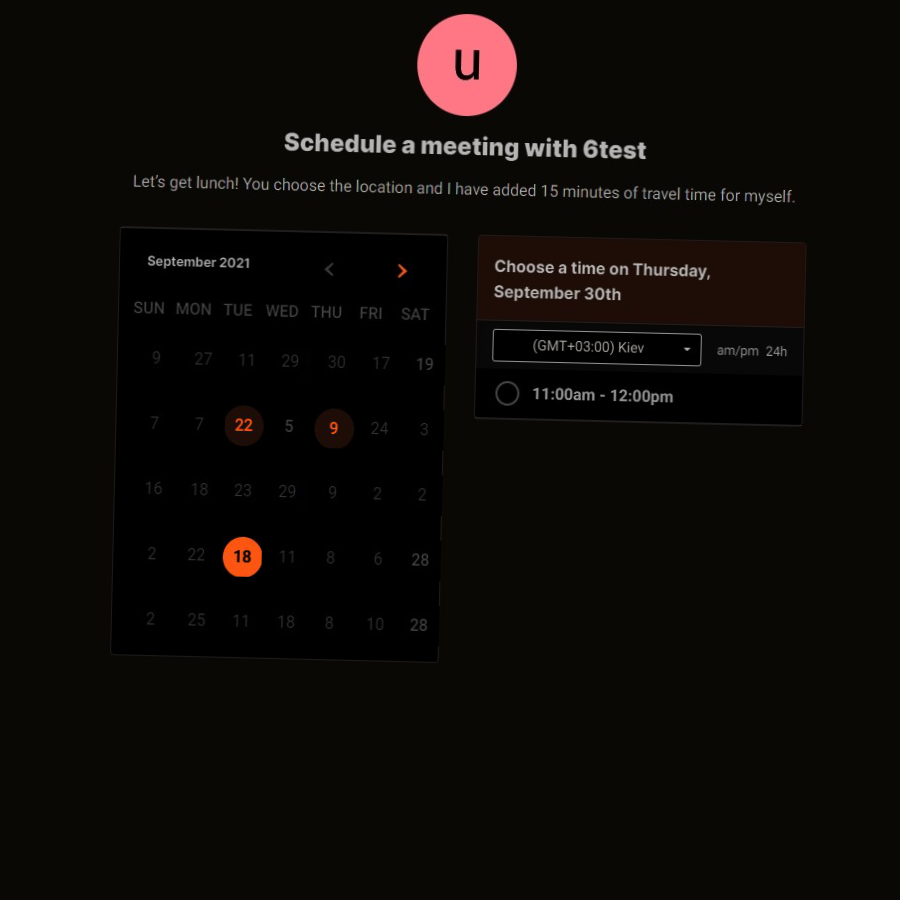 u
Schedule a meeting with 6test
Let's get lunch! You choose the location and I have added 15 minutes of travel time for myself.
September 2021
SUN MON TUE WED THU FRI SAT
9 27 11 29 30 17 19
7 7 22 5 9 24 3
16 18 23 29 9 2 2
2 22 18 11 8 6 28
2 25 11 18 8 10 28
Choose a time on Thursday,
September 30th
(GMT+03:00) Kiev am/pm 24h
11:00am - 12:00pm